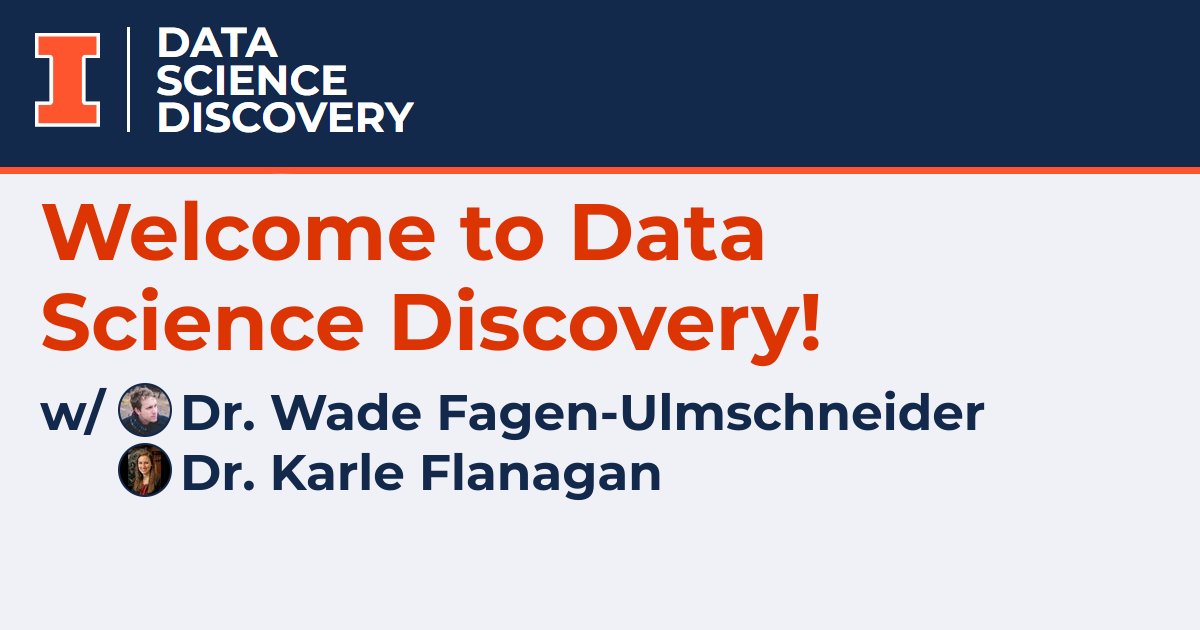 I
DATA
SCIENCE
DISCOVERY
Welcome to Data
Science Discovery!
w/ Dr. Wade Fagen-Ulmschneider
Dr. Karle Flanagan